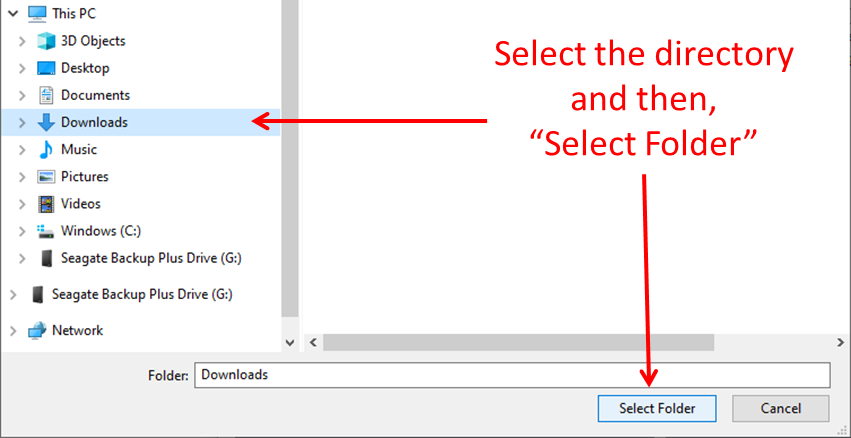 This PC
3D Objects
Desktop
Documents
Downloads
Music
Pictures
Videos
Windows (C:)
Seagate Backup Plus Drive (G:)
Seagate Backup Plus Drive (G:)
Network
Select the directory
and then,
“Select Folder”
Folder: Downloads
Select Folder Cancel